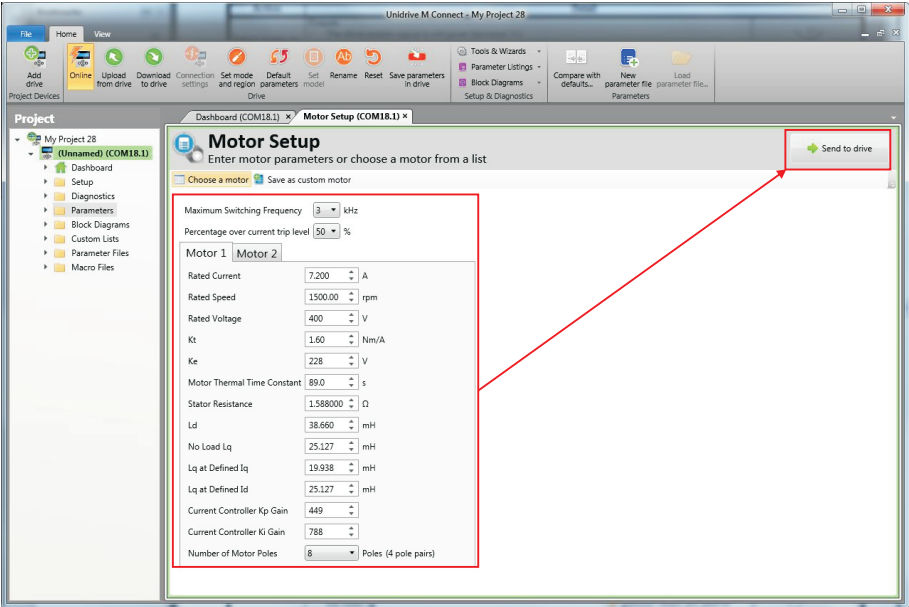 Unidrive M Connect - My Project 28
File Home View
Add drive
Online
Upload from drive
Download to drive
Connection settings
Set mode and region
Default parameters
Set model
Rename
Reset
Save parameters in drive
Tools & Wizards
Parameter Listings
Block Diagrams
Compare with defaults...
New parameter file
Load parameter file...
Project Devices Drive Setup & Diagnostics Parameters
Project
My Project 28
(Unnamed) (COM18.1)
Dashboard
Setup
Diagnostics
Parameters
Block Diagrams
Custom Lists
Parameter Files
Macro Files
Dashboard (COM18.1) × Motor Setup (COM18.1) ×
Motor Setup
Enter motor parameters or choose a motor from a list
Send to drive
Choose a motor Save as custom motor
Maximum Switching Frequency 3 kHz
Percentage over current trip level 50 %
Motor 1 Motor 2
Rated Current 7.200 A
Rated Speed 1500.00 rpm
Rated Voltage 400 V
Kt 1.60 Nm/A
Ke 228 V
Motor Thermal Time Constant 89.0 s
Stator Resistance 1.588000 Ω
Ld 38.660 mH
No Load Lq 25.127 mH
Lq at Defined Iq 19.938 mH
Lq at Defined Id 25.127 mH
Current Controller Kp Gain 449
Current Controller Ki Gain 788
Number of Motor Poles 8 Poles (4 pole pairs)